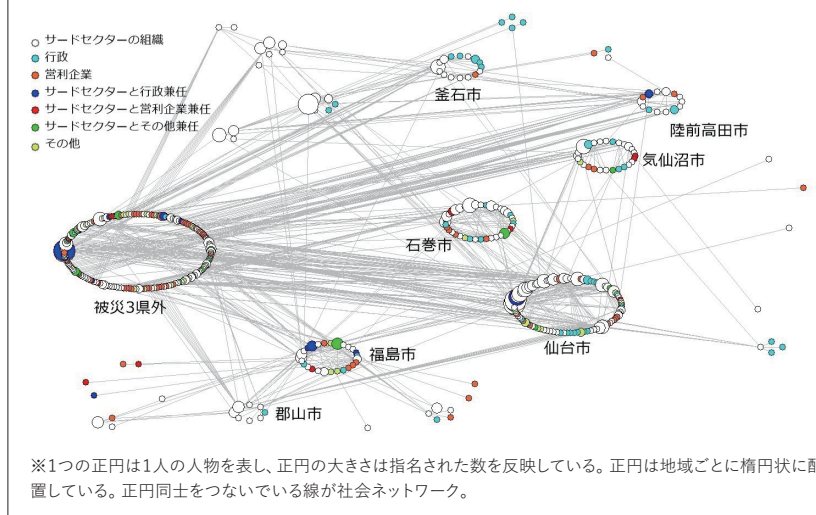 サードセクターの組織
行政
営利企業
サードセクターと行政兼任
サードセクターと営利企業兼任
サードセクターとその他兼任
その他
釜石市
陸前高田市
気仙沼市
石巻市
被災3県外
仙台市
福島市
郡山市
※1つの正円は1人の人物を表し、正円の大きさは指名された数を反映している。正円は地域ごとに楕円状に配
置している。正円同士をつないでいる線が社会ネットワーク。